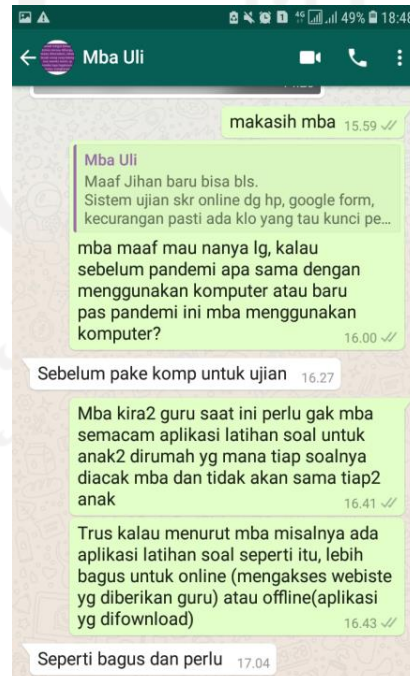 49% 18:48
Mba Uli
makasih mba 15.59
Mba Uli
Maaf Jihan baru bisa bls.
Sistem ujian skr online dg hp, google form,
kecurangan pasti ada klo yang tau kunci pe...
mba maaf mau nanya lg, kalau
sebelum pandemi apa sama dengan
menggunakan komputer atau baru
pas pandemi ini mba menggunakan
komputer? 16.00
Sebelum pake komp untuk ujian 16.27
Mba kira2 guru saat ini perlu gak mba
semacam aplikasi latihan soal untuk
anak2 dirumah yg mana tiap soalnya
diacak mba dan tidak akan sama tiap2
anak 16.41
Trus kalau menurut mba misalnya ada
aplikasi latihan soal seperti itu, lebih
bagus untuk online (mengakses webiste
yg diberikan guru) atau offline(aplikasi
yg difownload) 16.43
Seperti bagus dan perlu 17.04